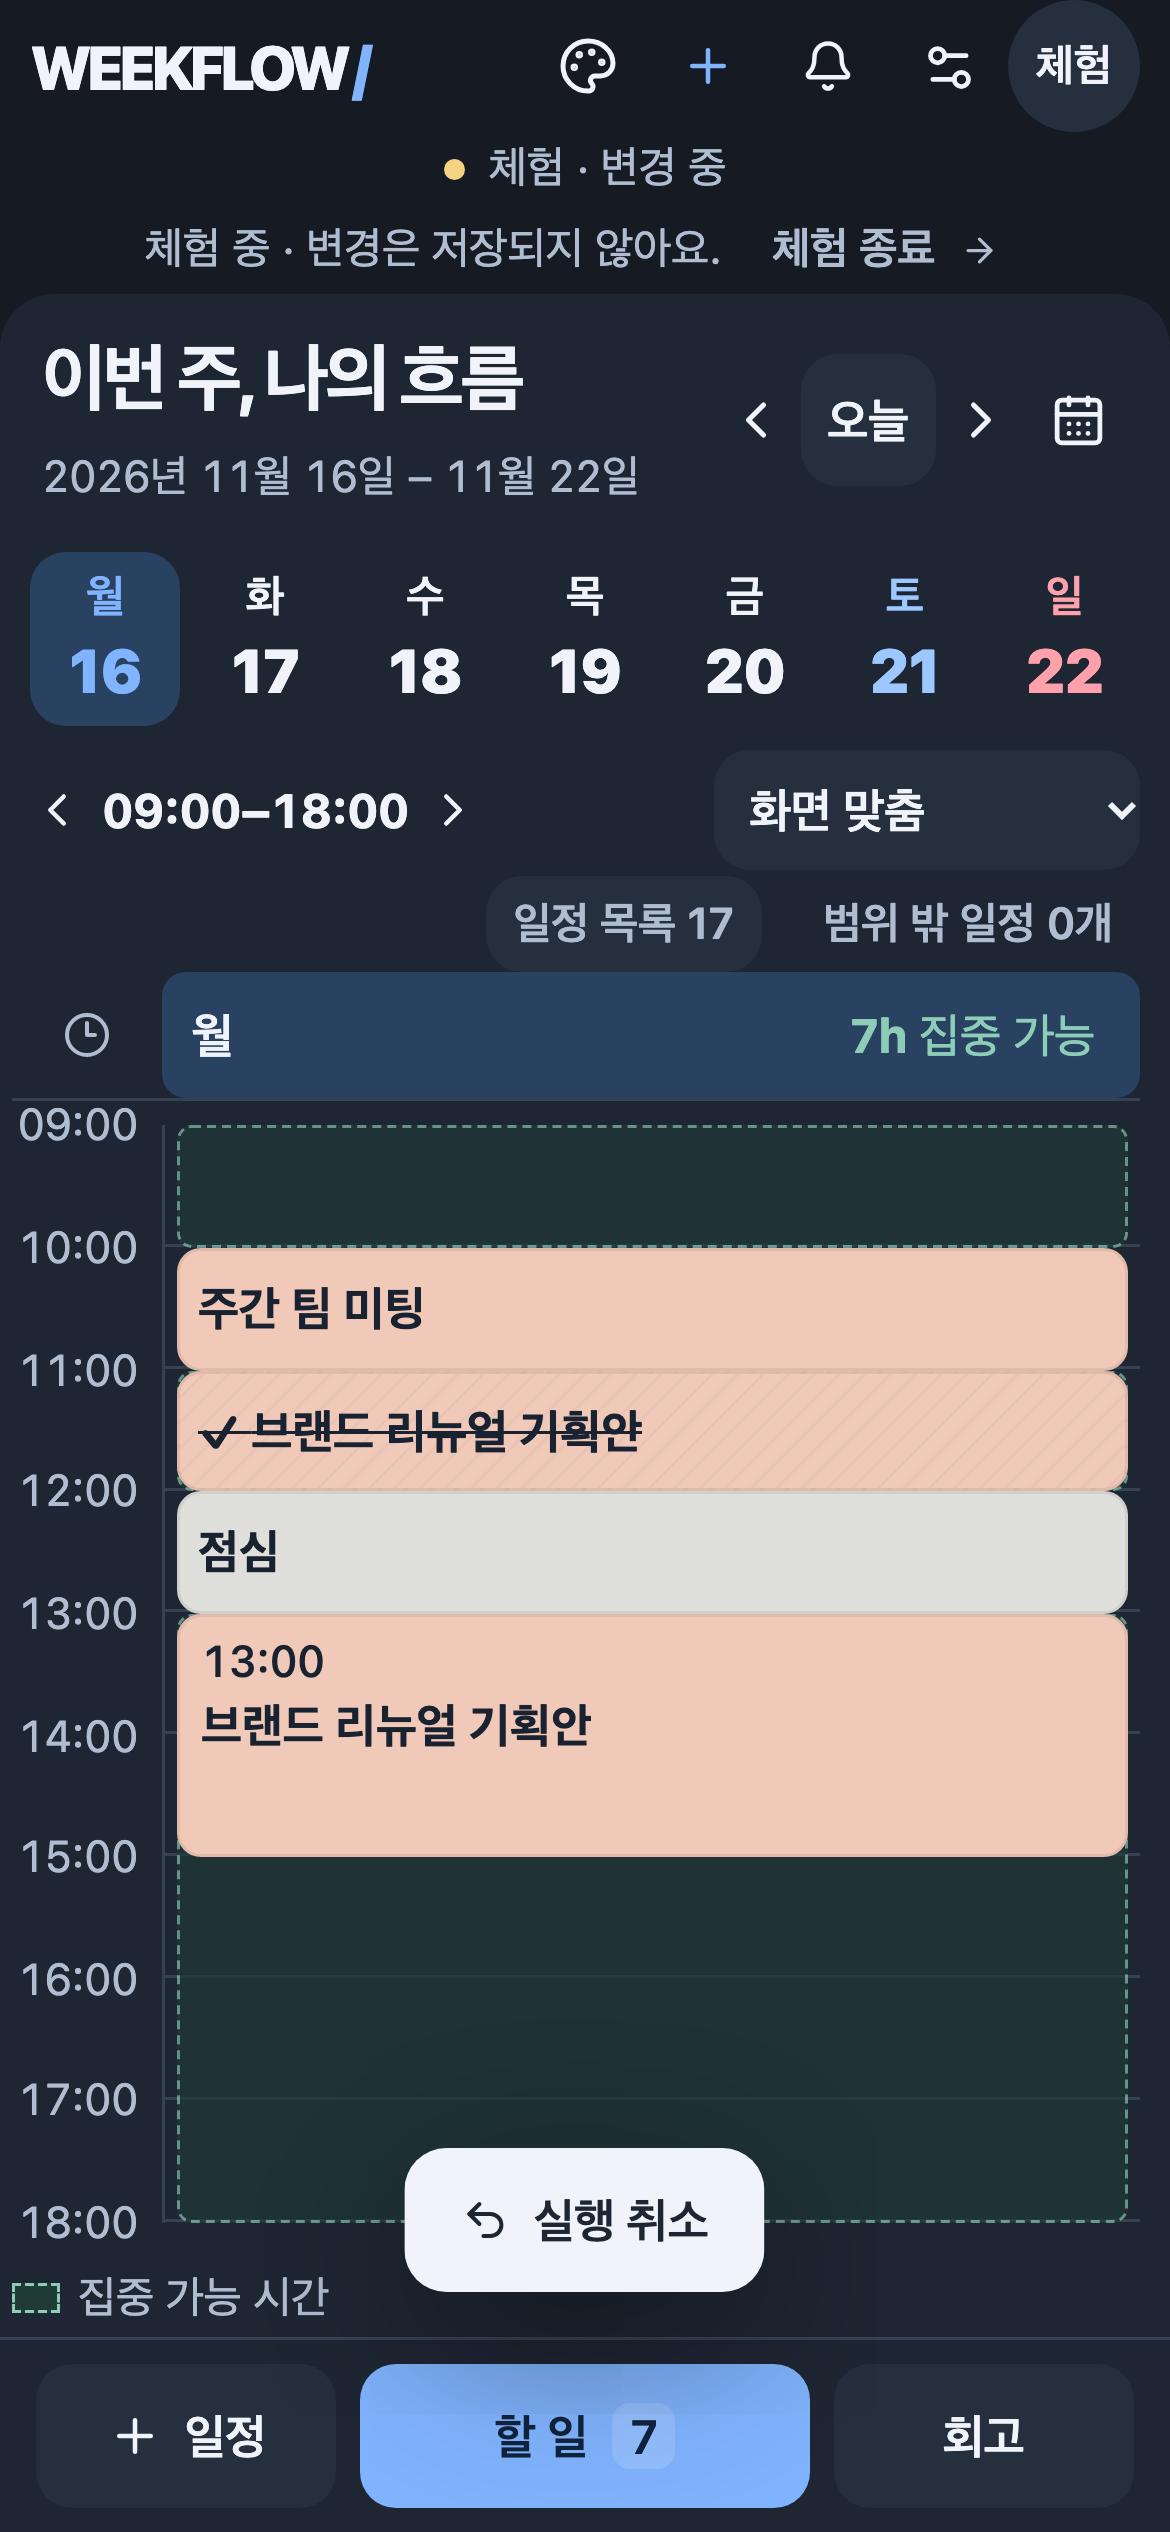 WEEKFLOW/
체험
체험 · 변경 중
체험 중 · 변경은 저장되지 않아요. 체험 종료 →
이번 주, 나의 흐름
오늘
2026년 11월 16일 – 11월 22일
월 화 수 목 금 토 일
16 17 18 19 20 21 22
09:00–18:00
화면 맞춤
일정 목록 17
범위 밖 일정 0개
월
7h 집중 가능
09:00
10:00
주간 팀 미팅
11:00
✓ 브랜드 리뉴얼 기획안
12:00
점심
13:00
13:00
브랜드 리뉴얼 기획안
14:00
15:00
16:00
17:00
실행 취소
18:00
집중 가능 시간
+ 일정
할 일 7
회고